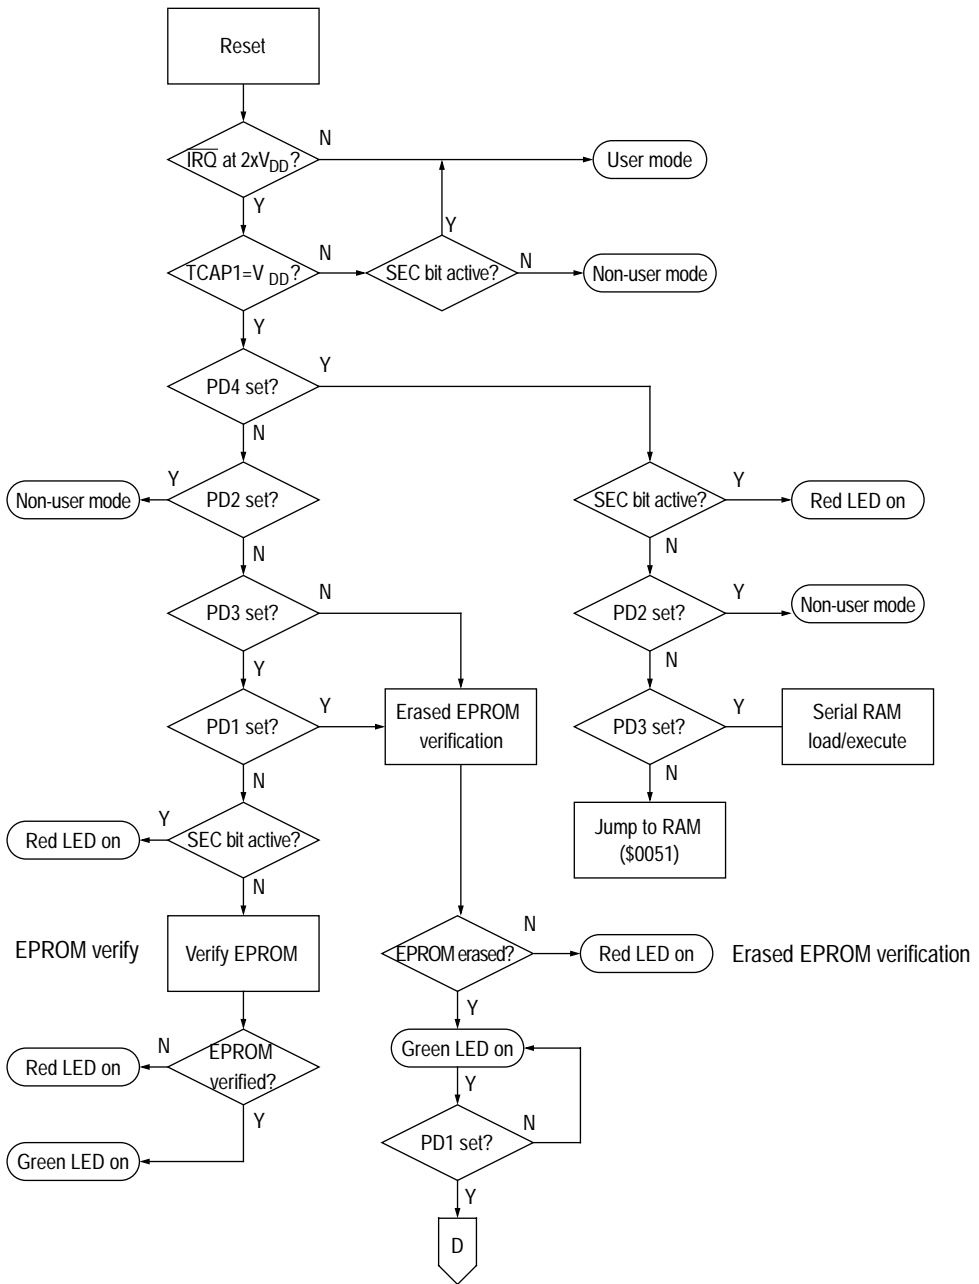 Reset
N
IRQ at 2xVDD?
User mode
Y
Y
N
TCAP1=V DD?
SEC bit active?
N
Non-user mode
Y
Y
PD4 set?
N
Y
Non-user mode
PD2 set?
SEC bit active?
Y
Red LED on
N
N
N
PD3 set?
PD2 set?
Y
Non-user mode
Y
N
Y
PD1 set?
Erased EPROM
verification
PD3 set?
Y
Serial RAM
load/execute
N
N
Y
Red LED on
SEC bit active?
Jump to RAM
($0051)
N
EPROM verify
Verify EPROM
EPROM erased?
N
Red LED on
Erased EPROM verification
Y
N
Red LED on
EPROM
verified?
Green LED on
Y
Y
Green LED on
PD1 set?
N
Y
D